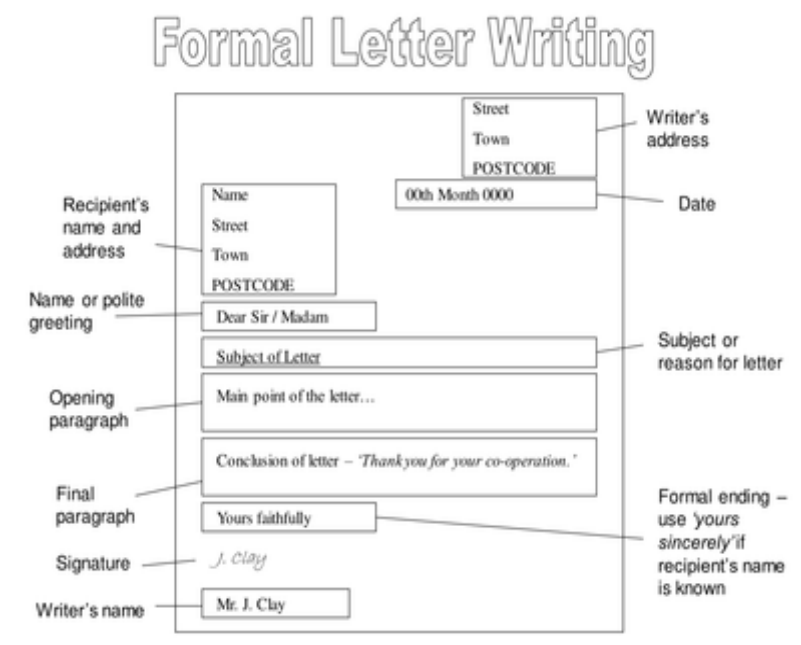 Formal Letter Writing
Street
Town
POSTCODE
Writer's
address
00th Month 0000
Date
Recipient's
name and
address
Name
Street
Town
POSTCODE
Name or polite
greeting
Dear Sir / Madam
Subject of Letter
Subject or
reason for letter
Opening
paragraph
Main point of the letter…
Final
paragraph
Conclusion of letter – 'Thank you for your co-operation.'
Yours faithfully
Formal ending –
use 'yours
sincerely' if
recipient's name
is known
Signature
J. Clay
Writer's name
Mr. J. Clay